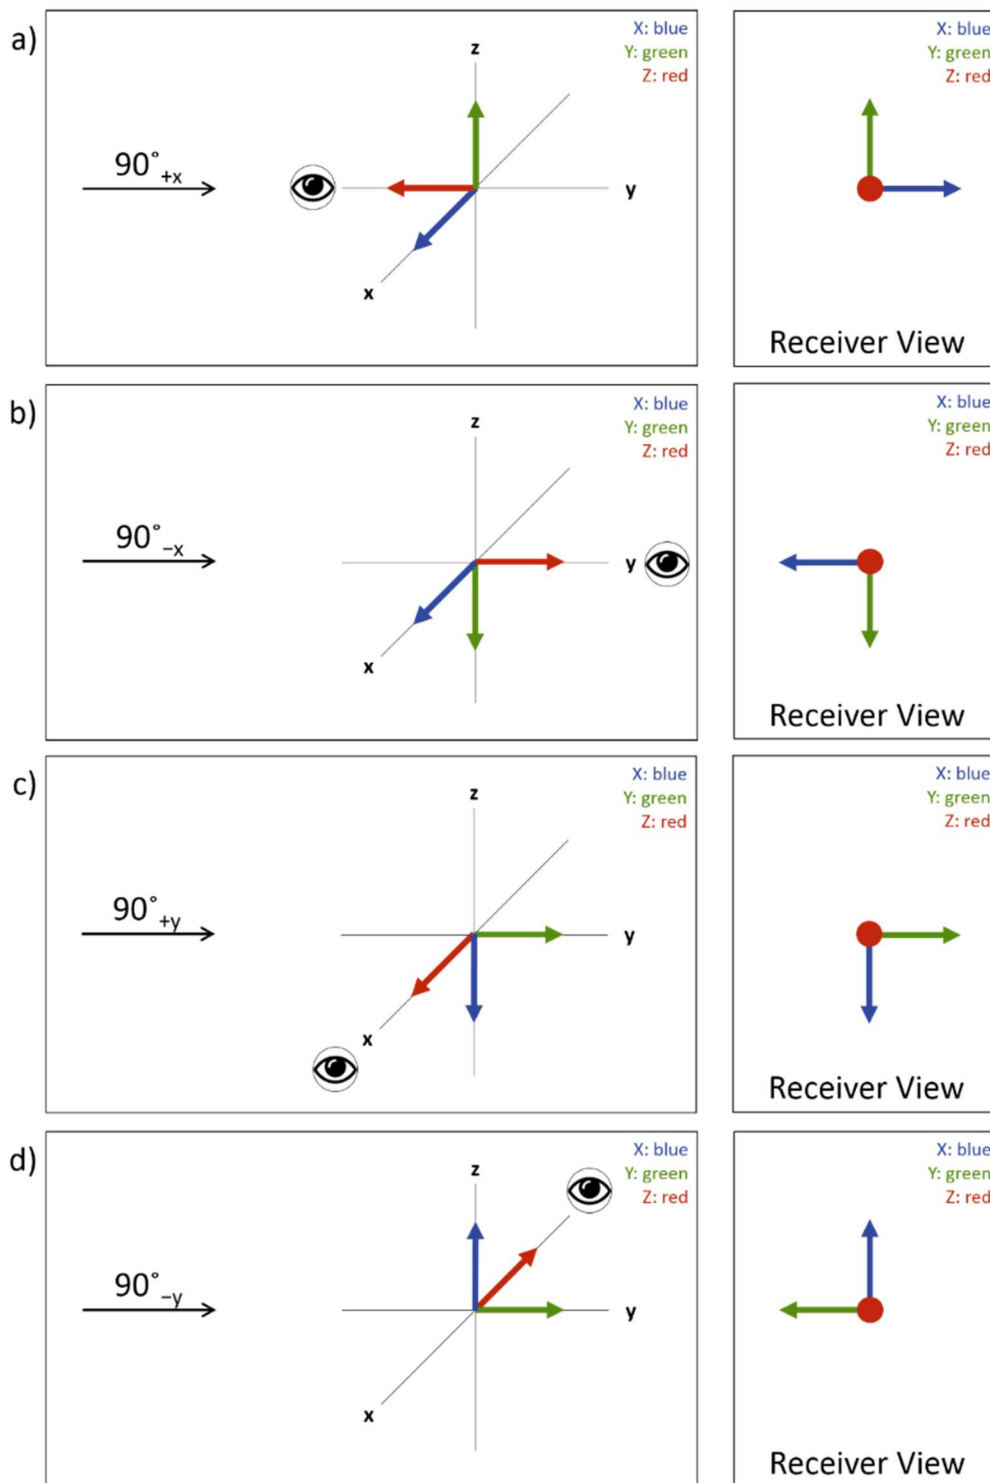 a)
X: blue
Y: green
Z: red
z
90°+x
y
x
X: blue
Y: green
Z: red
Receiver View
b)
X: blue
Y: green
Z: red
z
90°−x
y
x
X: blue
Y: green
Z: red
Receiver View
c)
X: blue
Y: green
Z: red
z
90°+y
y
x
X: blue
Y: green
Z: red
Receiver View
d)
X: blue
Y: green
Z: red
z
90°−y
y
x
X: blue
Y: green
Z: red
Receiver View